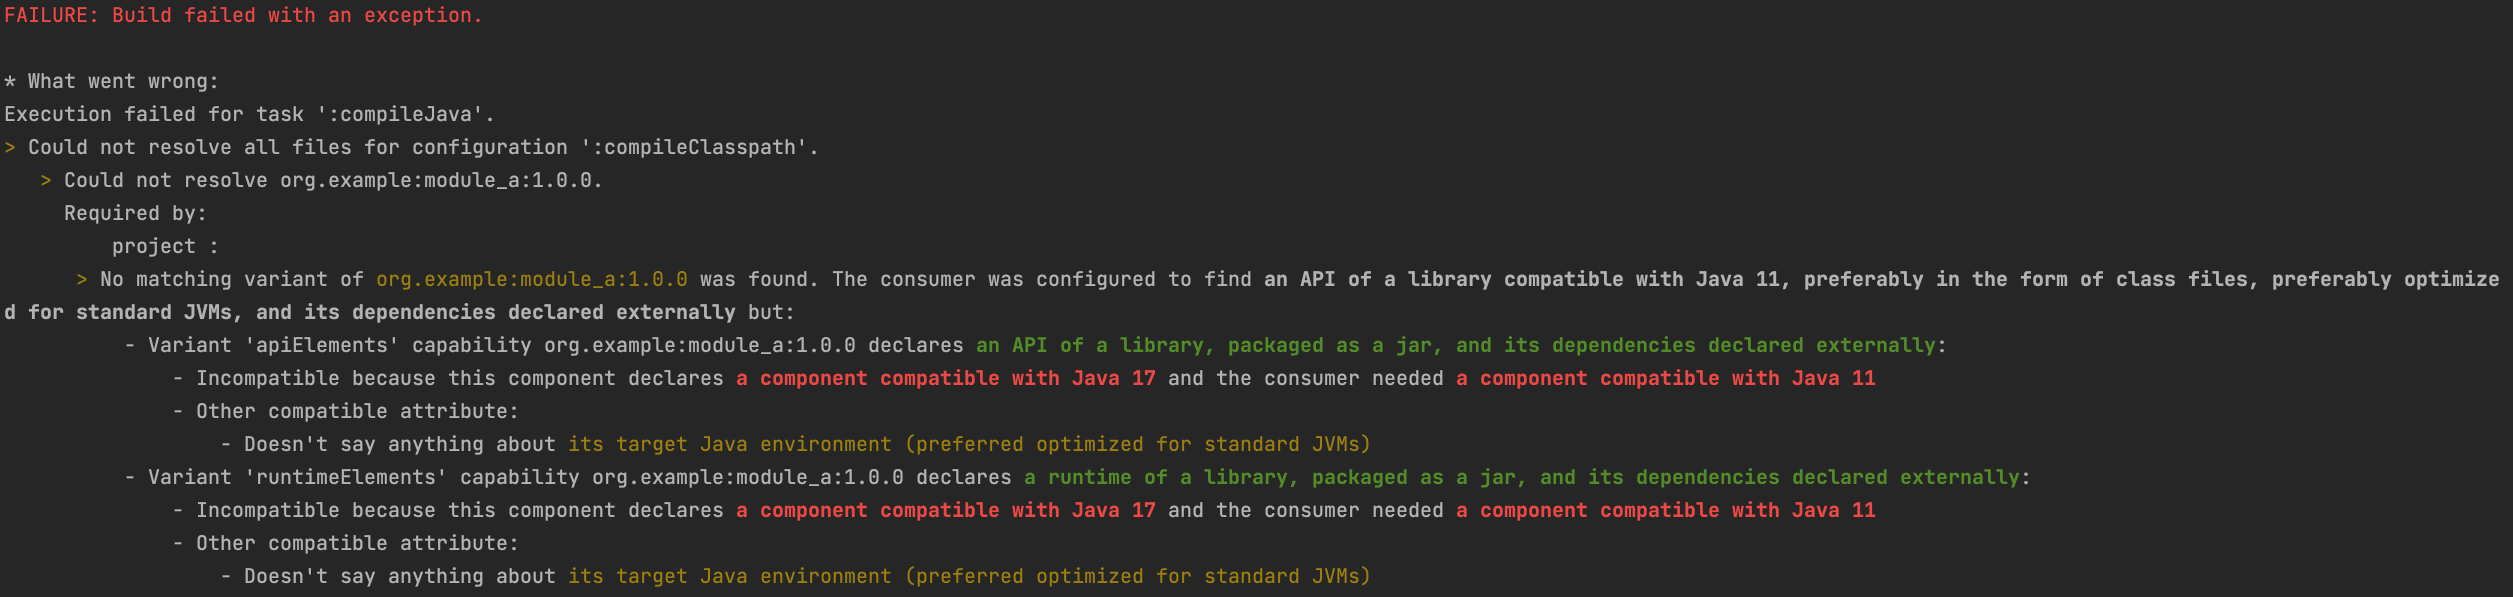 FAILURE: Build failed with an exception.
* What went wrong:
Execution failed for task ':compileJava'.
> Could not resolve all files for configuration ':compileClasspath'.
> Could not resolve org.example:module_a:1.0.0.
Required by:
project :
> No matching variant of org.example:module_a:1.0.0 was found. The consumer was configured to find an API of a library compatible with Java 11, preferably in the form of class files, preferably optimize
d for standard JVMs, and its dependencies declared externally but:
- Variant 'apiElements' capability org.example:module_a:1.0.0 declares an API of a library, packaged as a jar, and its dependencies declared externally:
- Incompatible because this component declares a component compatible with Java 17 and the consumer needed a component compatible with Java 11
- Other compatible attribute:
- Doesn't say anything about its target Java environment (preferred optimized for standard JVMs)
- Variant 'runtimeElements' capability org.example:module_a:1.0.0 declares a runtime of a library, packaged as a jar, and its dependencies declared externally:
- Incompatible because this component declares a component compatible with Java 17 and the consumer needed a component compatible with Java 11
- Other compatible attribute:
- Doesn't say anything about its target Java environment (preferred optimized for standard JVMs)